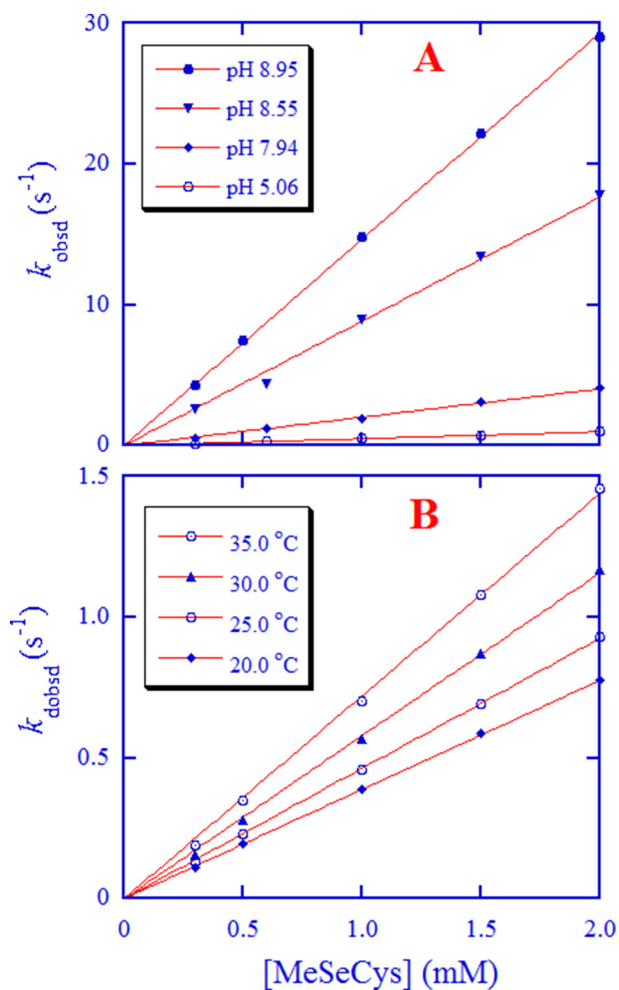 30
A
pH 8.95
pH 8.55
pH 7.94
pH 5.06
20
10
0
k obsd (s⁻¹)
1.5
B
35.0 °C
30.0 °C
25.0 °C
20.0 °C
1.0
0.5
0
k dobsd (s⁻¹)
0 0.5 1.0 1.5 2.0
[MeSeCys] (mM)